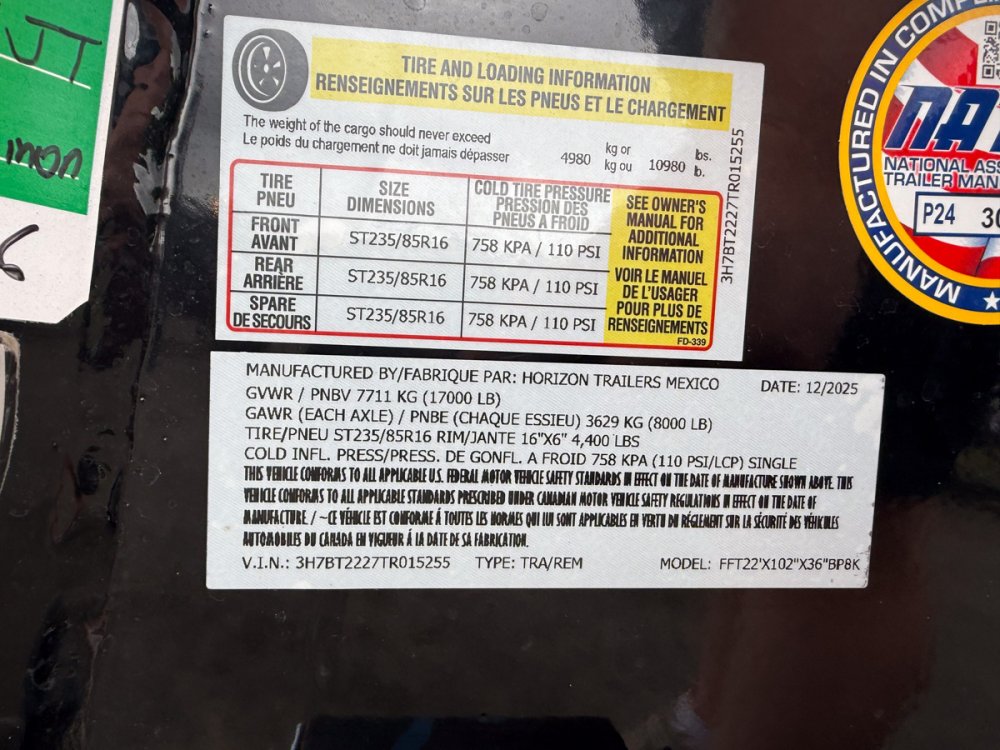 TIRE AND LOADING INFORMATION
RENSEIGNEMENTS SUR LES PNEUS ET LE CHARGEMENT
The weight of the cargo should never exceed
Le poids du chargement ne doit jamais dépasser
4980 kg or kg ou 10980 lbs. lb.
TIRE PNEU
SIZE DIMENSIONS
COLD TIRE PRESSURE PRESSION DES PNEUS A FROID
FRONT AVANT ST235/85R16 758 KPA / 110 PSI
REAR ARRIÈRE ST235/85R16 758 KPA / 110 PSI
SPARE DE SECOURS ST235/85R16 758 KPA / 110 PSI
SEE OWNER'S
MANUAL FOR
ADDITIONAL
INFORMATION
VOIR LE MANUEL
DE L'USAGER
POUR PLUS DE
RENSEIGNEMENTS
FD-339
3H7BT2227TR015255
MANUFACTURED BY/FABRIQUE PAR: HORIZON TRAILERS MEXICO DATE: 12/2025
GVWR / PNBV 7711 KG (17000 LB)
GAWR (EACH AXLE) / PNBE (CHAQUE ESSIEU) 3629 KG (8000 LB)
TIRE/PNEU ST235/85R16 RIM/JANTE 16"X6" 4,400 LBS
COLD INFL. PRESS/PRESS. DE GONFL. A FROID 758 KPA (110 PSI/LCP) SINGLE
THIS VEHICLE CONFORMS TO ALL APPLICABLE U.S. FEDERAL MOTOR VEHICLE SAFETY STANDARDS IN EFFECT ON THE DATE OF MANUFACTURE SHOWN ABOVE. THIS
VEHICLE CONFORMS TO ALL APPLICABLE STANDARDS PRESCRIBED UNDER CANADIAN MOTOR VEHICLE SAFETY REGULATIONS IN EFFECT ON THE DATE OF
MANUFACTURE. / ~CE VÉHICLE EST CONFORME Á TOUTES LES NORMES QUI LUI SONT APPLICABLES EN VERTU DU RÉGLEMENT SUR LA SÉCURITÉ DES VÉHICLES
AUTOMOBILES DU CANADA EN VIGUEUR Á LA DATE DE SA FABRICATION.
V.I.N.: 3H7BT2227TR015255 TYPE: TRA/REM MODEL: FFT22'X102"X36"BP8K
MANUFACTURED IN
NATIONAL
TRAILER
P24